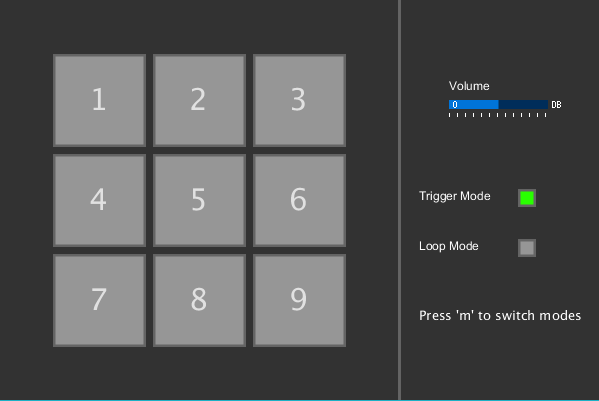 1 2 3
4 5 6
7 8 9
Volume
0 DB
Trigger Mode
Loop Mode
Press 'm' to switch modes